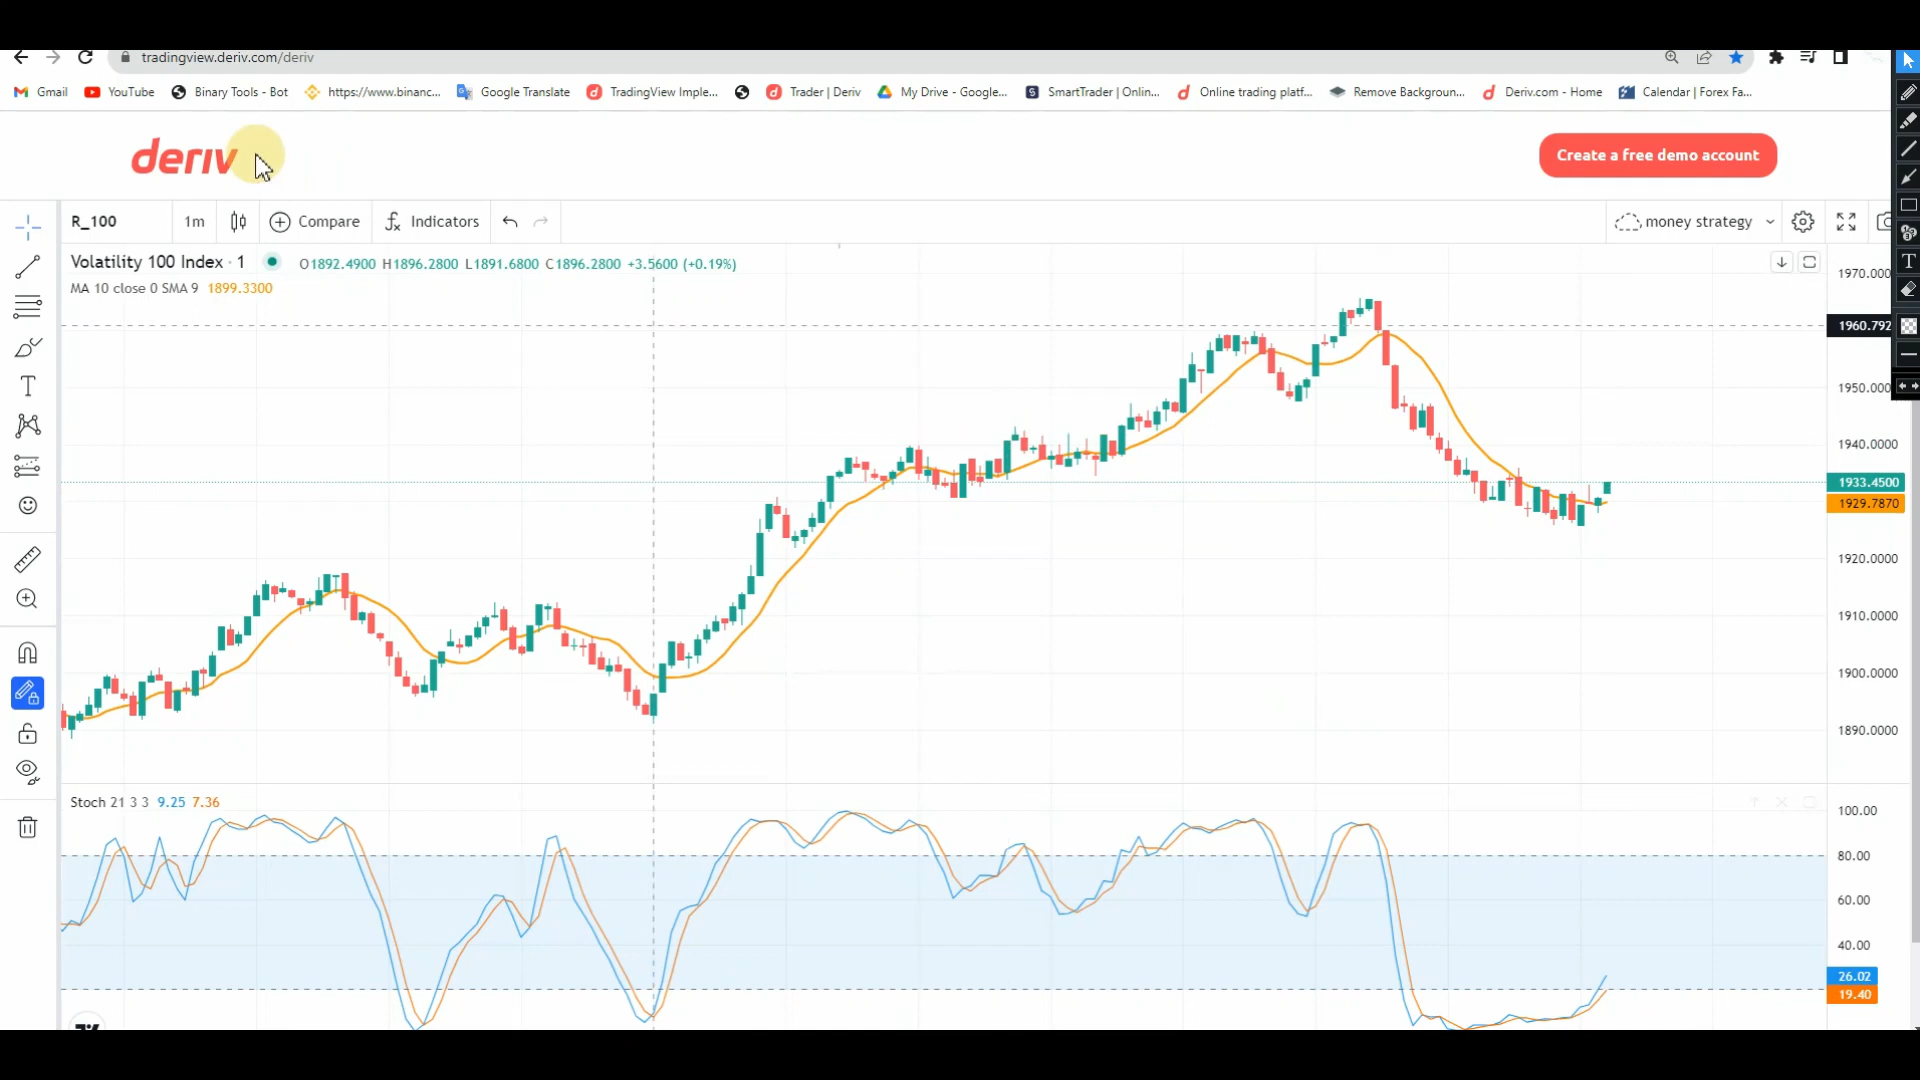 tradingview.deriv.com/deriv
Gmail YouTube Binary Tools - Bot https://www.binanc... Google Translate TradingView Imple... Trader | Deriv My Drive - Google... SmartTrader | Onlin... Online trading platf... Remove Backgroun... Deriv.com - Home Calendar | Forex Fa...
deriv
Create a free demo account
R_100 1m Compare Indicators money strategy
Volatility 100 Index · 1 O1892.4900 H1896.2800 L1891.6800 C1896.2800 +3.5600 (+0.19%)
MA 10 close 0 SMA 9 1899.3300
1970.000
1960.792
1950.000
1940.0000
1933.4500
1929.7870
1920.0000
1910.0000
1900.0000
1890.0000
Stoch 21 3 3 9.25 7.36
100.00
80.00
60.00
40.00
26.02
19.40